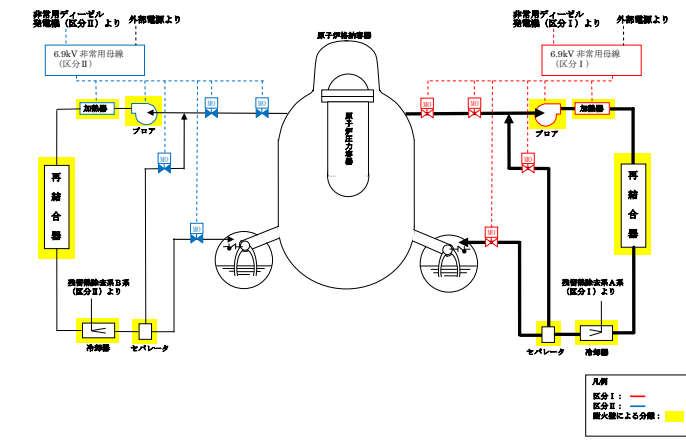 非常用ディーゼル
発電機（区分Ⅱ）より
外部電源より
6.9kV 非常用母線
（区分Ⅱ）
原子炉格納容器
非常用ディーゼル
発電機（区分Ⅰ）より
外部電源より
6.9kV 非常用母線
（区分Ⅰ）
加熱器
ブロア
MO
MO
原子炉圧力容器
MO
MO
ブロア
加熱器
MO
MO
再結合器
再結合器
MO
MO
残留熱除去系B系
（区分Ⅱ）より
残留熱除去系A系
（区分Ⅰ）より
冷却器
セパレータ
セパレータ
冷却器
凡例
区分Ⅰ：
区分Ⅱ：
耐火壁による分離：